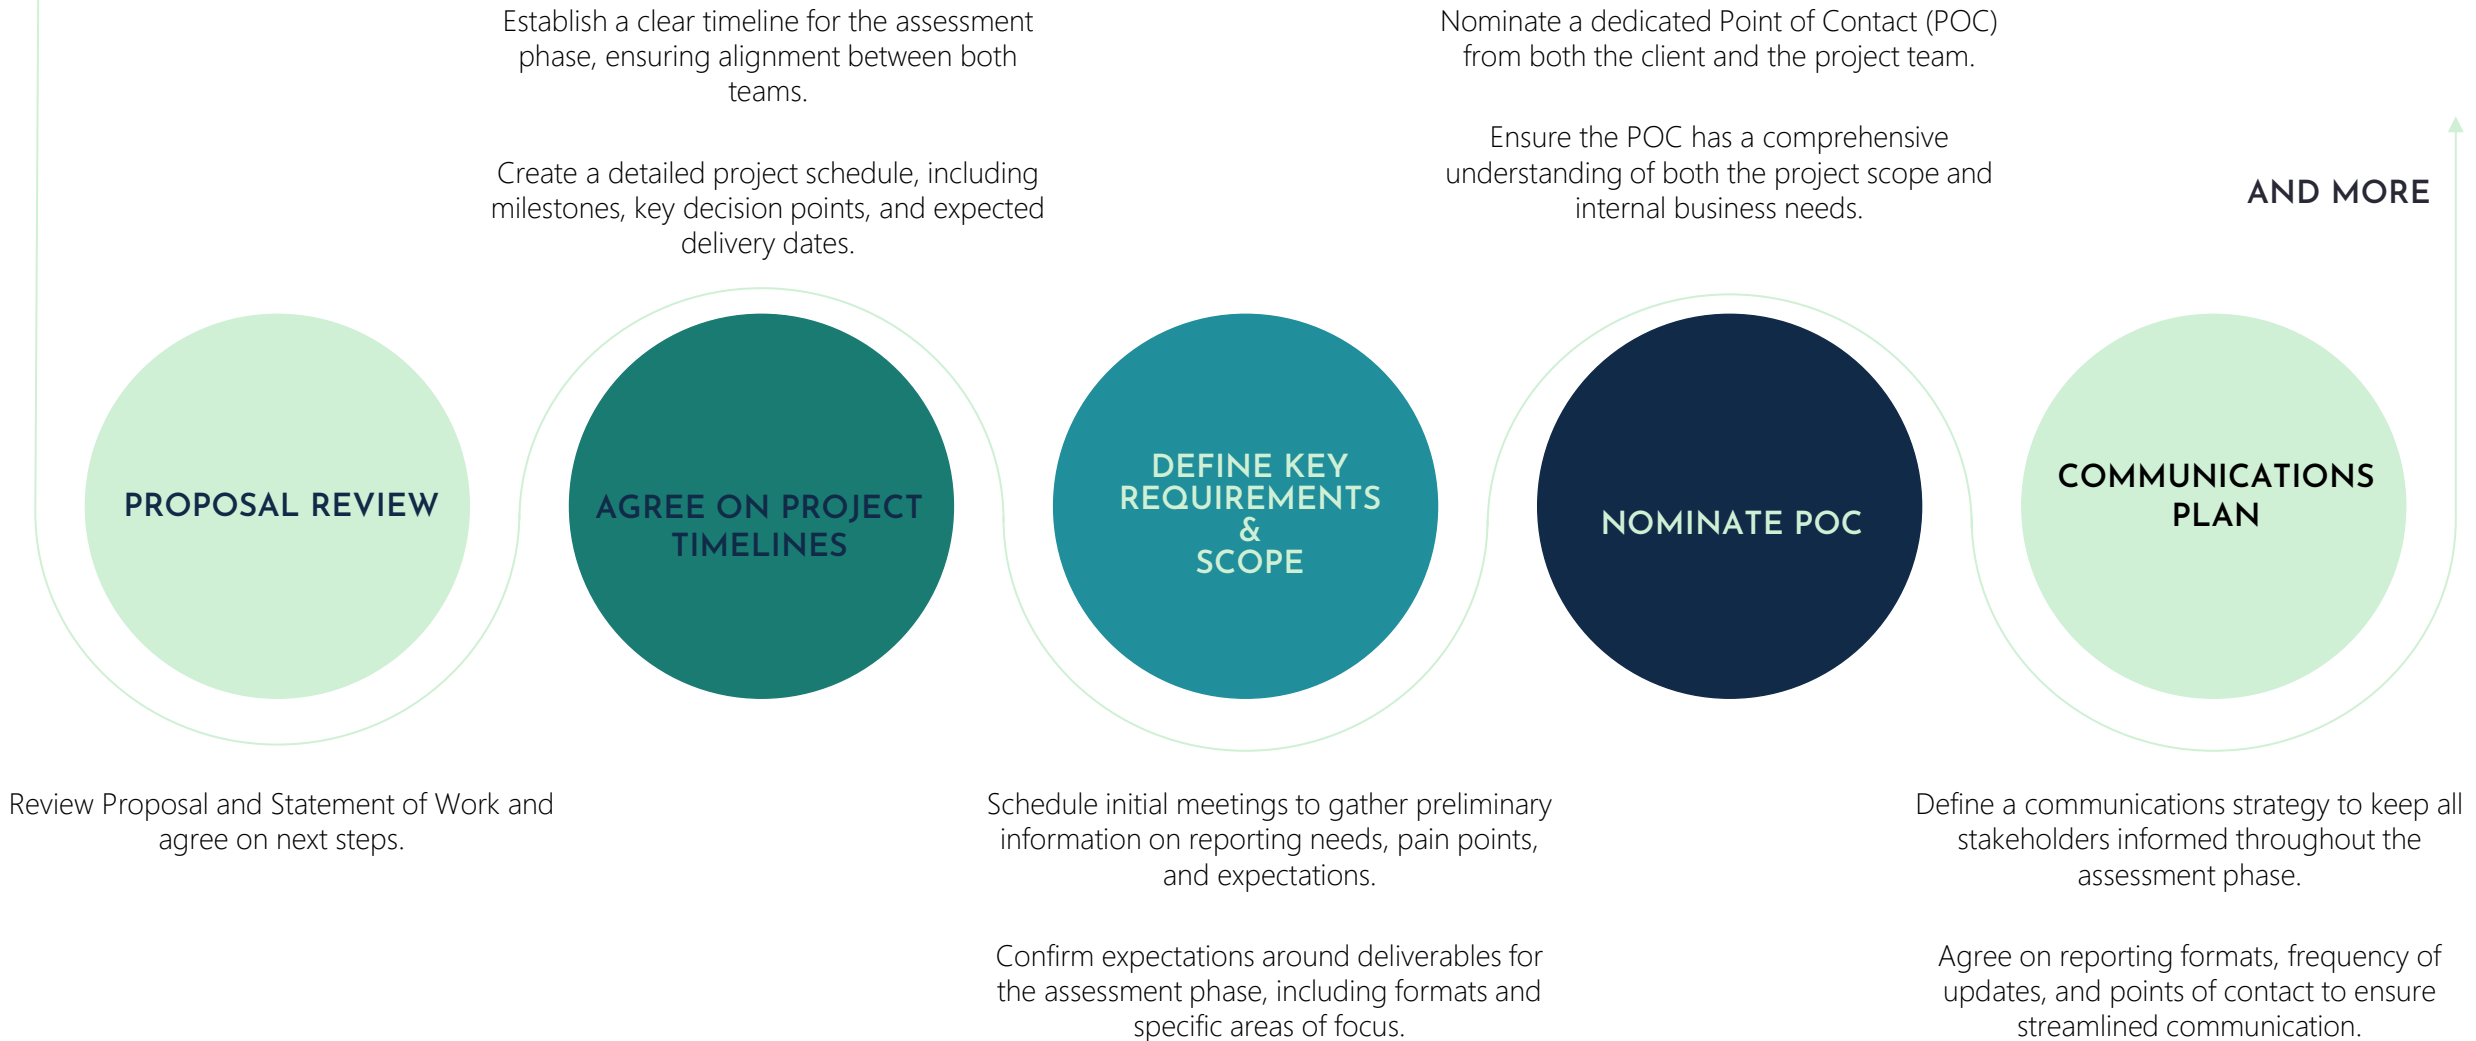 Establish a clear timeline for the assessment
phase, ensuring alignment between both
teams.
Create a detailed project schedule, including
milestones, key decision points, and expected
delivery dates.
Nominate a dedicated Point of Contact (POC)
from both the client and the project team.
Ensure the POC has a comprehensive
understanding of both the project scope and
internal business needs.
AND MORE
PROPOSAL REVIEW
AGREE ON PROJECT
TIMELINES
DEFINE KEY
REQUIREMENTS
&
SCOPE
NOMINATE POC
COMMUNICATIONS
PLAN
Review Proposal and Statement of Work and
agree on next steps.
Schedule initial meetings to gather preliminary
information on reporting needs, pain points,
and expectations.
Confirm expectations around deliverables for
the assessment phase, including formats and
specific areas of focus.
Define a communications strategy to keep all
stakeholders informed throughout the
assessment phase.
Agree on reporting formats, frequency of
updates, and points of contact to ensure
streamlined communication.